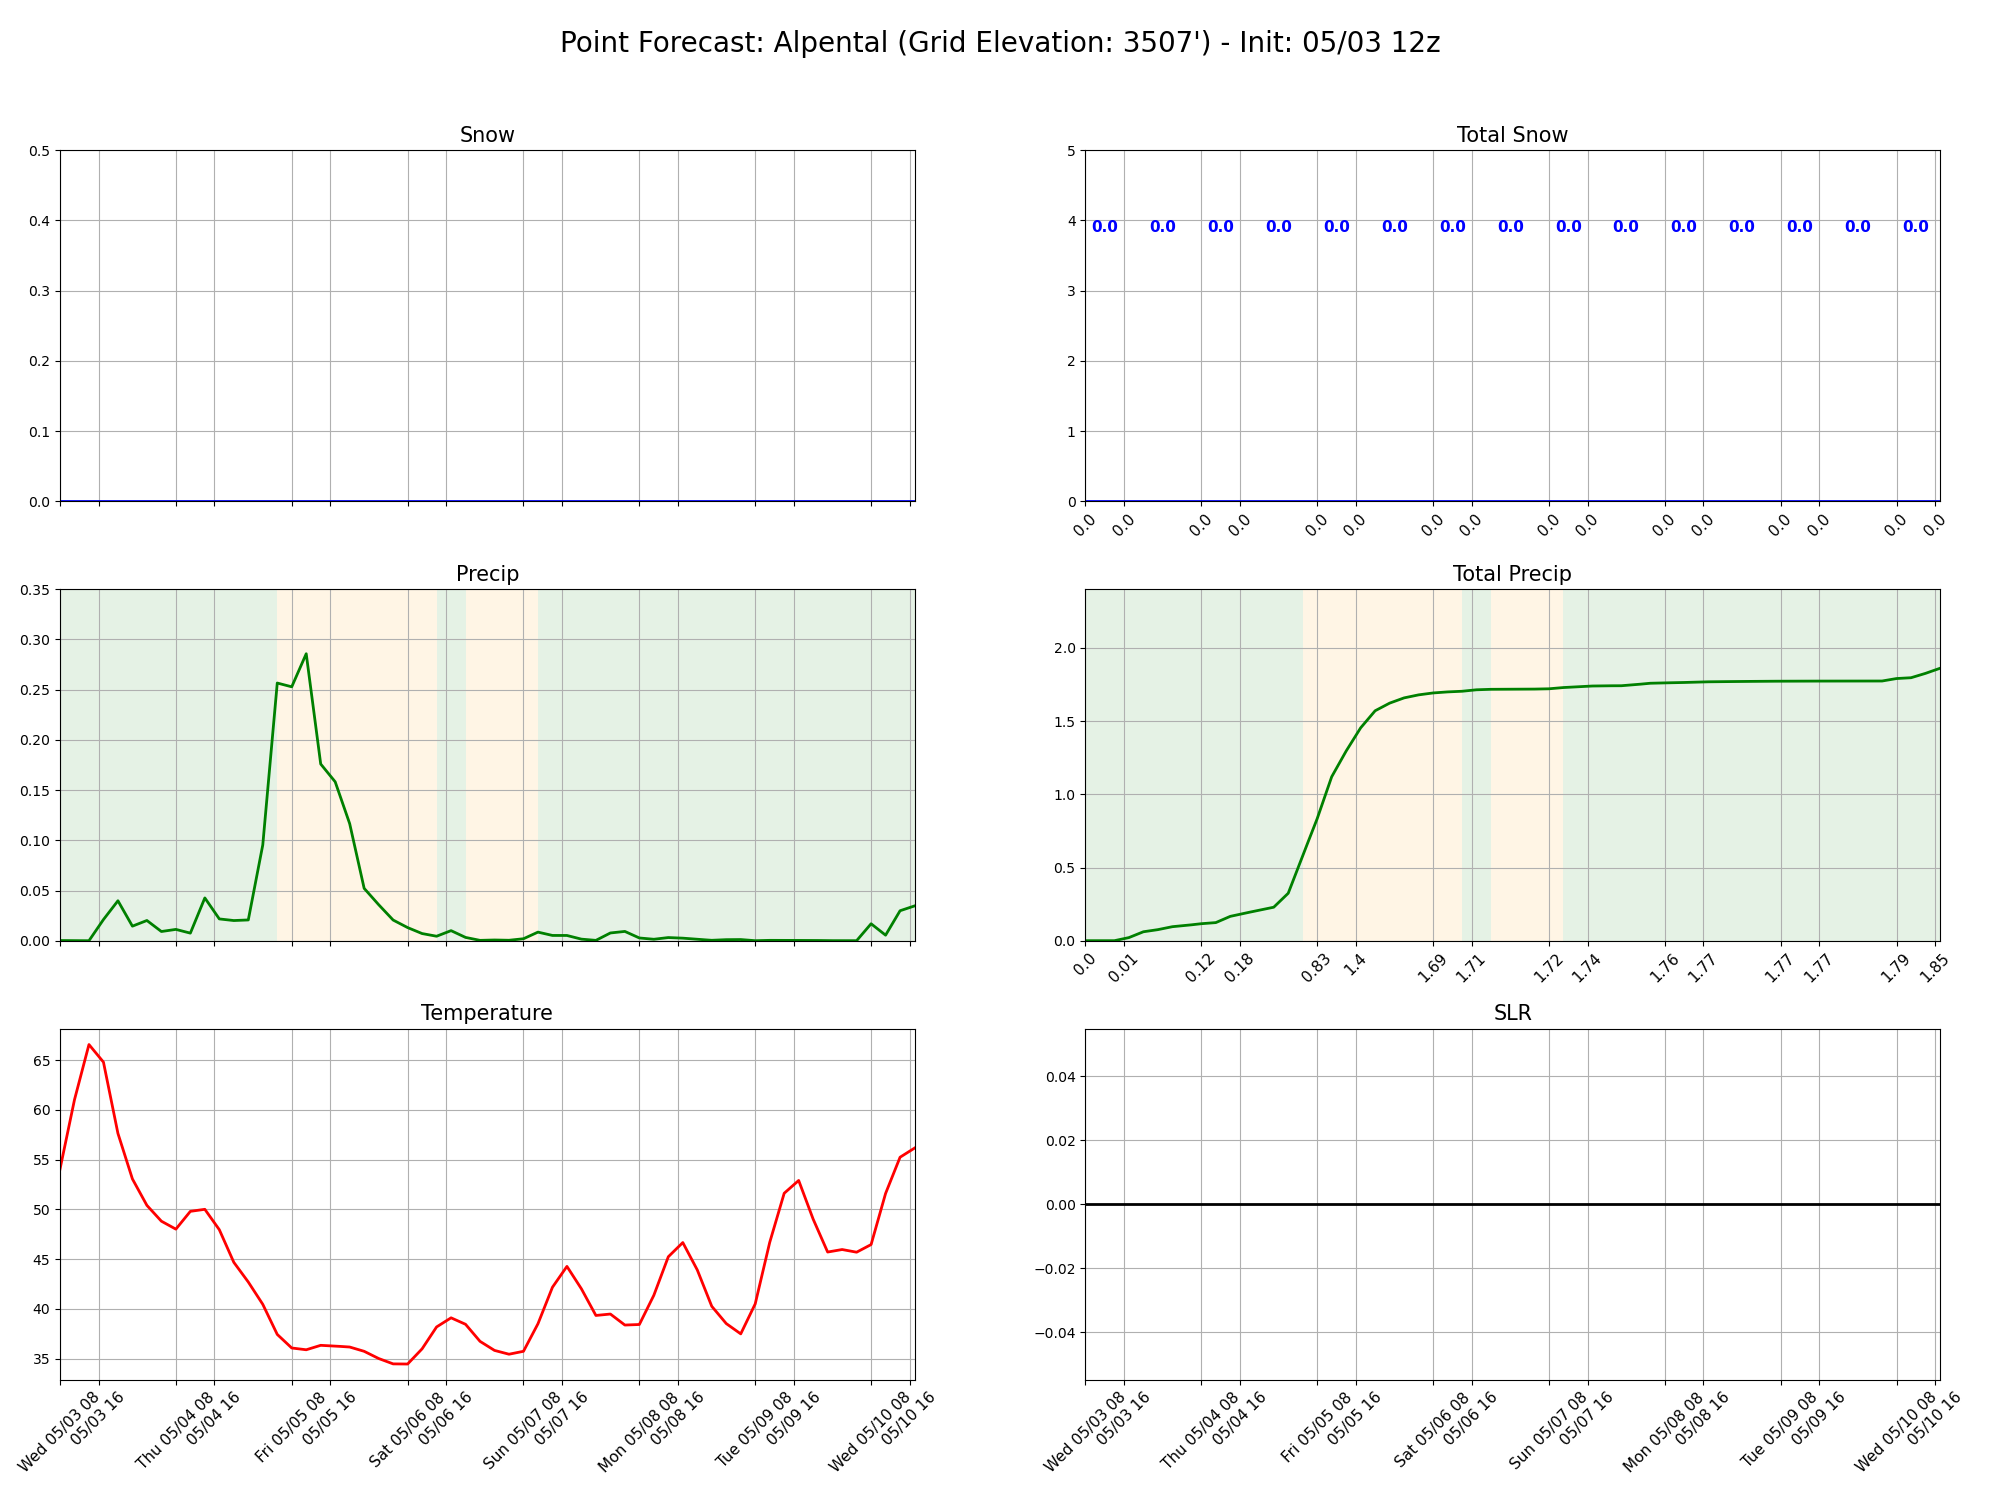 Point Forecast: Alpental (Grid Elevation: 3507') - Init: 05/03 12z
Snow
0.5
0.4
0.3
0.2
0.1
0.0
Total Snow
5
4
3
2
1
0
0.0 0.0 0.0 0.0 0.0 0.0 0.0 0.0 0.0 0.0 0.0 0.0 0.0 0.0 0.0
0.0 0.0 0.0 0.0 0.0 0.0 0.0 0.0 0.0 0.0 0.0 0.0 0.0 0.0 0.0 0.0
Precip
0.35
0.30
0.25
0.20
0.15
0.10
0.05
0.00
Total Precip
2.0
1.5
1.0
0.5
0.0
0.0 0.01 0.12 0.18 0.83 1.4 1.69 1.71 1.72 1.74 1.76 1.77 1.77 1.77 1.79 1.85
Temperature
65
60
55
50
45
40
35
Wed 05/03 08
05/03 16
Thu 05/04 08
05/04 16
Fri 05/05 08
05/05 16
Sat 05/06 08
05/06 16
Sun 05/07 08
05/07 16
Mon 05/08 08
05/08 16
Tue 05/09 08
05/09 16
Wed 05/10 08
05/10 16
SLR
0.04
0.02
0.00
−0.02
−0.04
Wed 05/03 08
05/03 16
Thu 05/04 08
05/04 16
Fri 05/05 08
05/05 16
Sat 05/06 08
05/06 16
Sun 05/07 08
05/07 16
Mon 05/08 08
05/08 16
Tue 05/09 08
05/09 16
Wed 05/10 08
05/10 16